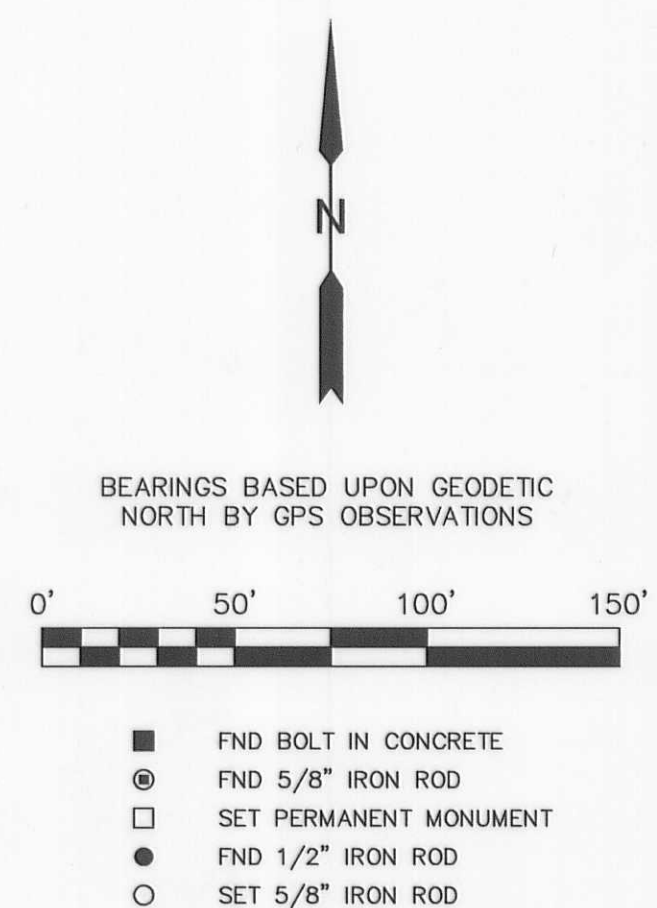 N
BEARINGS BASED UPON GEODETIC
NORTH BY GPS OBSERVATIONS
0' 50' 100' 150'
FND BOLT IN CONCRETE
FND 5/8" IRON ROD
SET PERMANENT MONUMENT
FND 1/2" IRON ROD
SET 5/8" IRON ROD